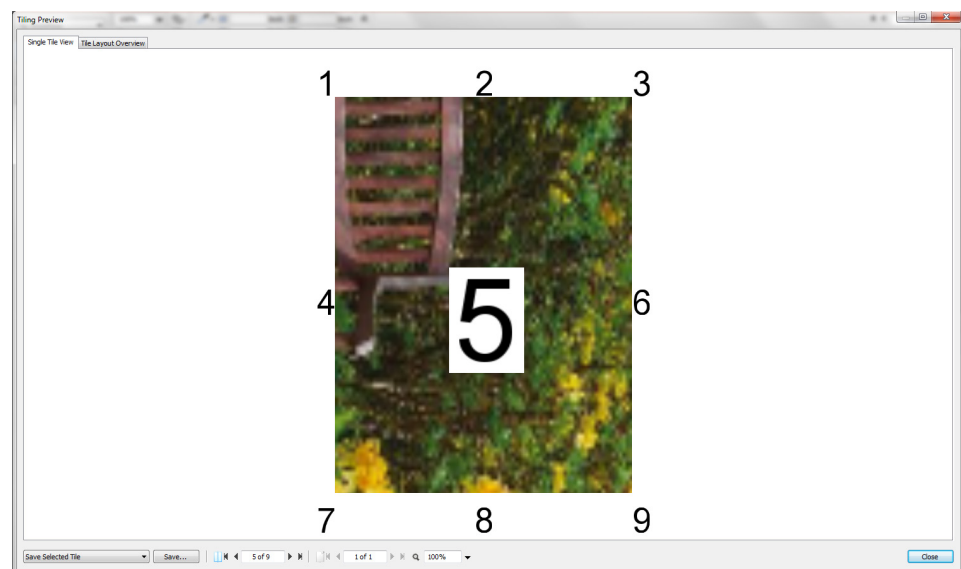 Tiling Preview
Single Tile View Tile Layout Overview
1 2 3
4 5 6
7 8 9
Save Selected Tile Save... 5 of 9 1 of 1 100% Close